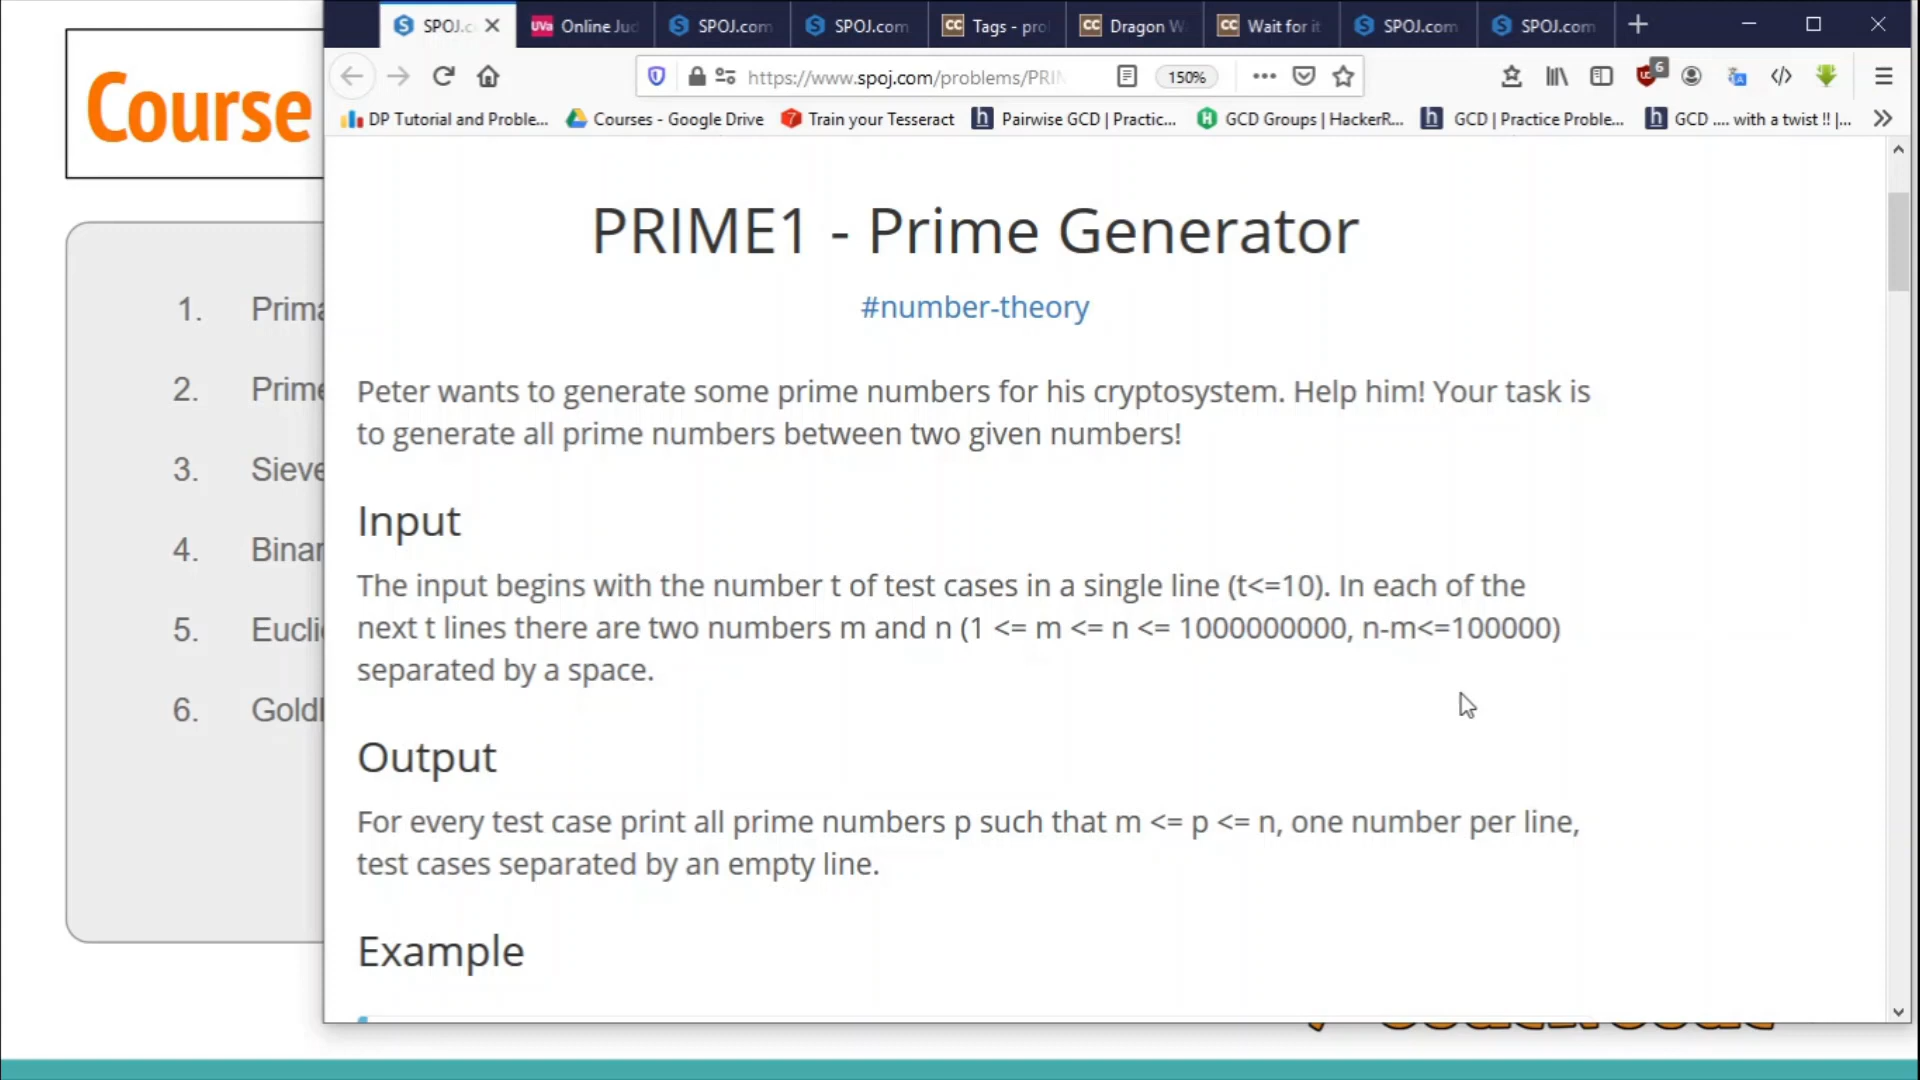 SPOJ.c
Online Jud
SPOJ.com
SPOJ.com
Tags - pro
Dragon W
Wait for it
SPOJ.com
SPOJ.com
https://www.spoj.com/problems/PRIM
150%
6
DP Tutorial and Proble...
Courses - Google Drive
Train your Tesseract
Pairwise GCD | Practic...
GCD Groups | HackerR...
GCD | Practice Proble...
GCD .... with a twist !! |...
Course
1. Prima
2. Prime
3. Sieve
4. Binar
5. Eucli
6. Gold
PRIME1 - Prime Generator
#number-theory
Peter wants to generate some prime numbers for his cryptosystem. Help him! Your task is
to generate all prime numbers between two given numbers!
Input
The input begins with the number t of test cases in a single line (t<=10). In each of the
next t lines there are two numbers m and n (1 <= m <= n <= 1000000000, n-m<=100000)
separated by a space.
Output
For every test case print all prime numbers p such that m <= p <= n, one number per line,
test cases separated by an empty line.
Example